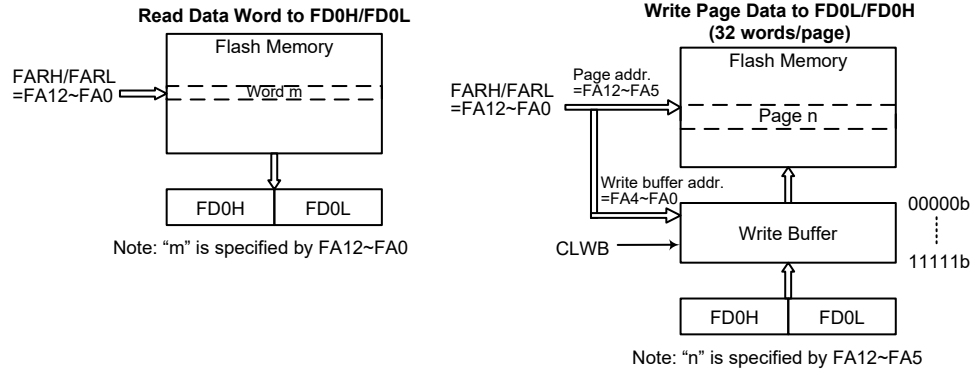 Read Data Word to FD0H/FD0L
Flash Memory
FARH/FARL
=FA12~FA0
Word m
FD0H
FD0L
Note: “m” is specified by FA12~FA0
Write Page Data to FD0L/FD0H
(32 words/page)
Flash Memory
Page addr.
=FA12~FA5
FARH/FARL
=FA12~FA0
Page n
Write buffer addr.
=FA4~FA0
Write Buffer
00000b
11111b
CLWB
FD0H
FD0L
Note: “n” is specified by FA12~FA5